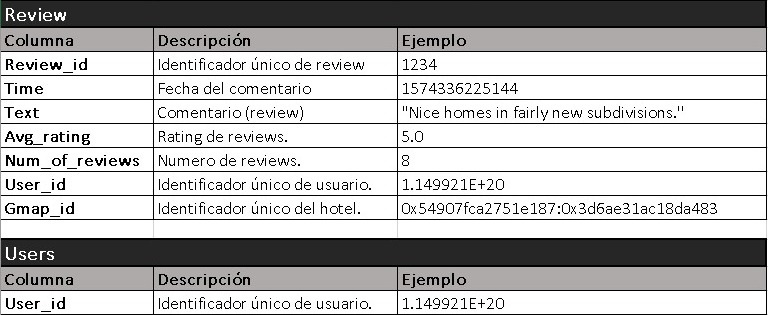 Review
Columna Descripción Ejemplo
Review_id Identificador único de review 1234
Time Fecha del comentario 1574336225144
Text Comentario (review) "Nice homes in fairly new subdivisions."
Avg_rating Rating de reviews. 5.0
Num_of_reviews Numero de reviews. 8
User_id Identificador único de usuario. 1.149921E+20
Gmap_id Identificador único del hotel. 0x54907fca2751e187:0x3d6ae31ac18da483
Users
Columna Descripción Ejemplo
User_id Identificador único de usuario. 1.149921E+20